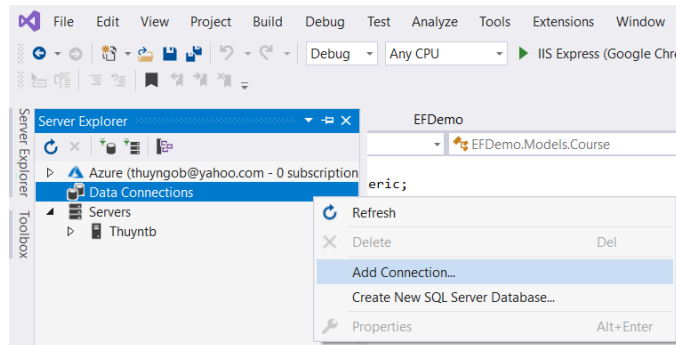 File Edit View Project Build Debug Test Analyze Tools Extensions Window
Debug Any CPU IIS Express (Google Chr
Server Explorer
Toolbox
Server Explorer
EFDemo
EFDemo.Models.Course
Azure (thuyngob@yahoo.com - 0 subscription
eric;
Data Connections
Servers
Thuyntb
Refresh
Delete Del
Add Connection...
Create New SQL Server Database...
Properties Alt+Enter